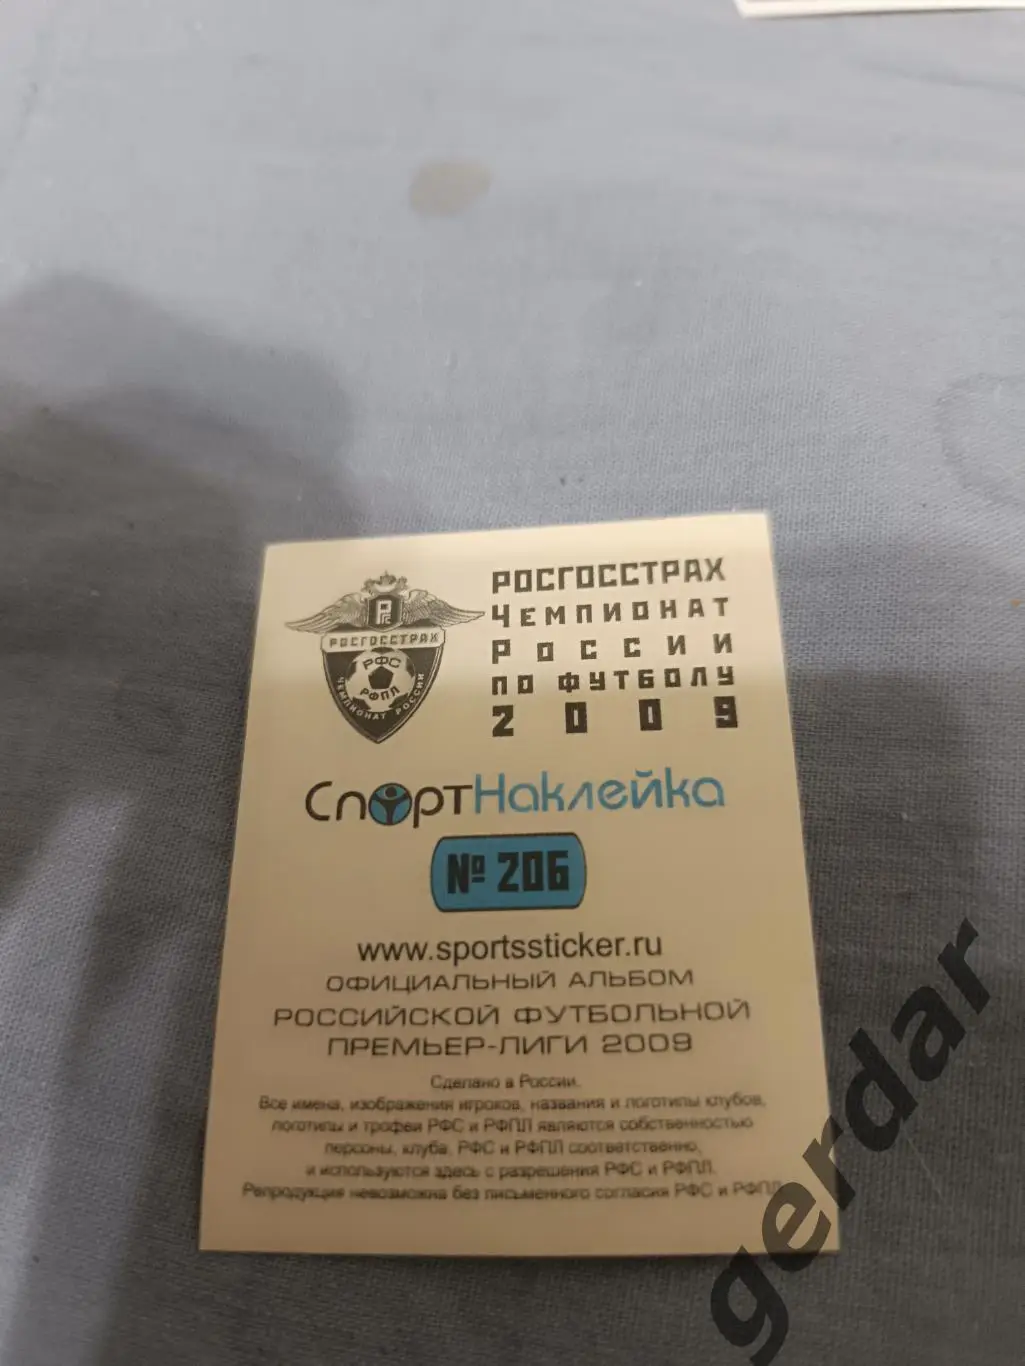 РОСГОССТРАХ
ЧЕМПИОНАТ
РОССИИ
ПО ФУТБОЛУ
2009
РГС
РОСГОССТРАХ
РФС
РФПЛ
ЧЕМПИОНАТ РОССИИ
СпортНаклейка
№ 206
www.sportssticker.ru
ОФИЦИАЛЬНЫЙ АЛЬБОМ
РОССИЙСКОЙ ФУТБОЛЬНОЙ
ПРЕМЬЕР-ЛИГИ 2009
Сделано в России.
Все имена, изображения игроков, названия и логотипы клубов,
логотипы и трофеи РФС и РФПЛ являются собственностью
персоны, клуба, РФС и РФПЛ соответственно,
и используются здесь с разрешения РФС и РФПЛ.
Репродукция невозможна без письменного согласия РФС и РФПЛ
gerdar